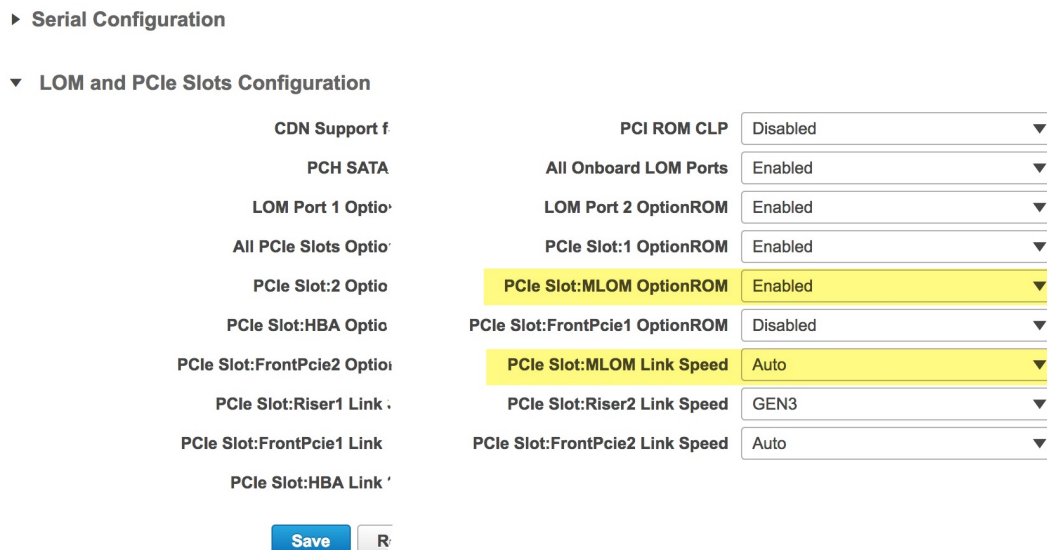 Serial Configuration
LOM and PCIe Slots Configuration
CDN Support f PCI ROM CLP Disabled
PCH SATA All Onboard LOM Ports Enabled
LOM Port 1 LOM Port 2 OptionROM Enabled
All PCIe Slots PCIe Slot:1 OptionROM Enabled
PCIe Slot:2 Optio PCIe Slot:MLOM OptionROM Enabled
PCIe Slot:HBA Optio PCIe Slot:FrontPcie1 OptionROM Disabled
PCIe Slot:FrontPcie2 PCIe Slot:MLOM Link Speed Auto
PCIe Slot:Riser1 Link PCIe Slot:Riser2 Link Speed GEN3
PCIe Slot:FrontPcie1 Link PCIe Slot:FrontPcie2 Link Speed Auto
PCIe Slot:HBA Link
Save R